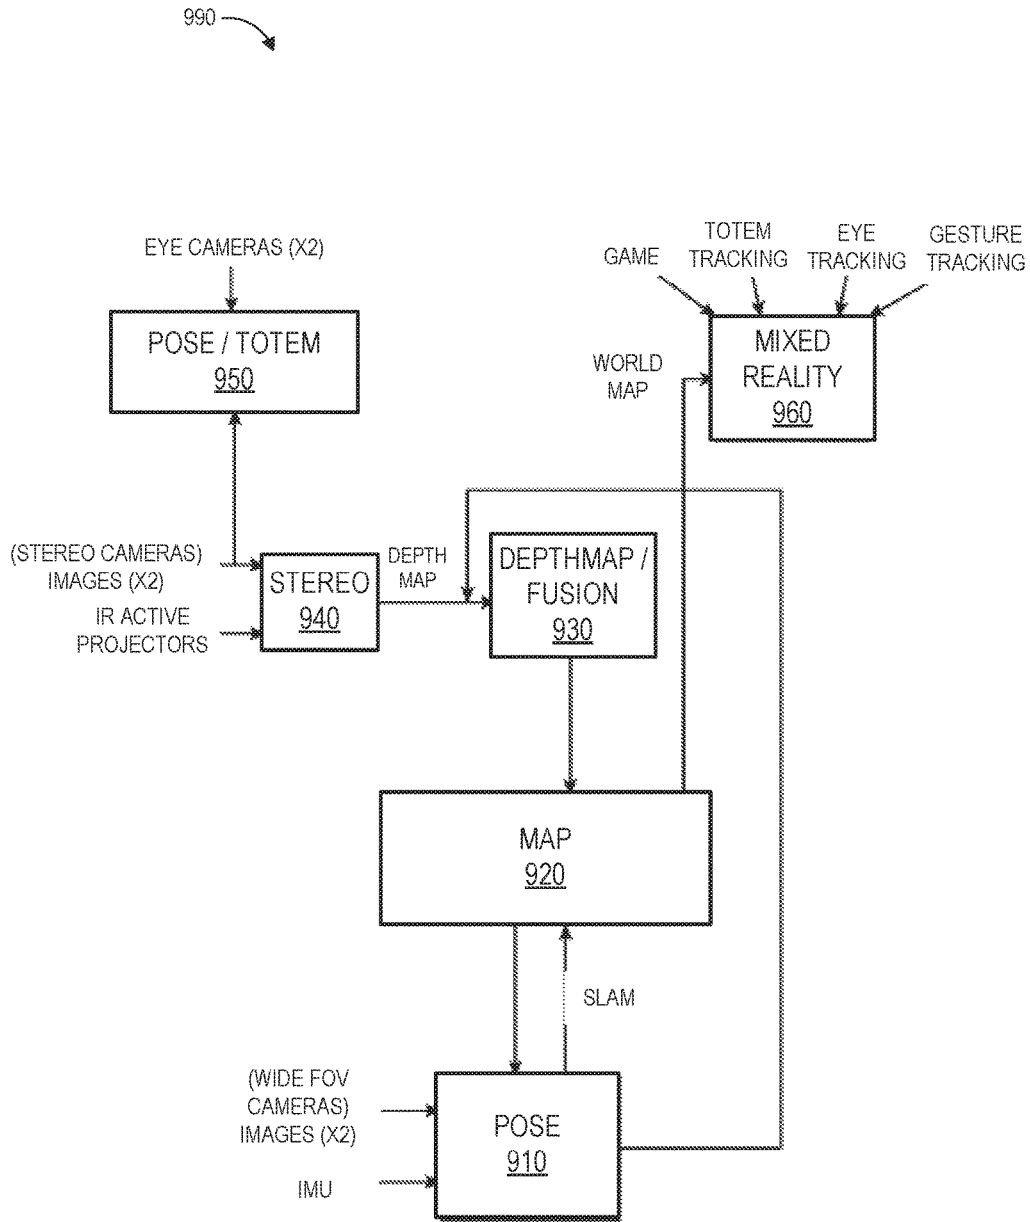 990
EYE CAMERAS (X2)
POSE / TOTEM
950
GAME
TOTEM
TRACKING
EYE
TRACKING
GESTURE
TRACKING
WORLD
MAP
MIXED
REALITY
960
(STEREO CAMERAS)
IMAGES (X2)
IR ACTIVE
PROJECTORS
STEREO
940
DEPTH
MAP
DEPTHMAP /
FUSION
930
MAP
920
SLAM
(WIDE FOV
CAMERAS)
IMAGES (X2)
IMU
POSE
910